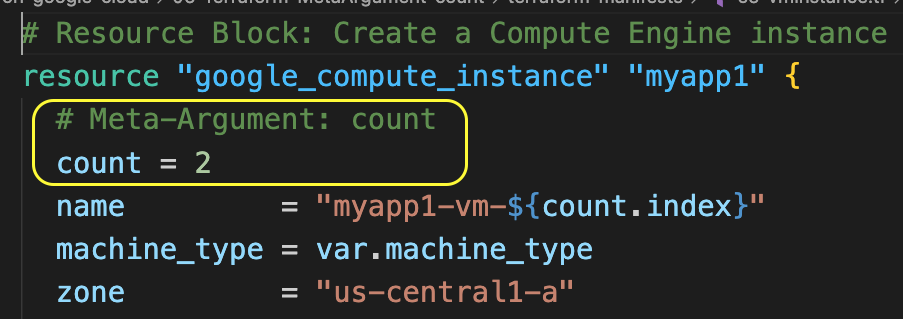 # Resource Block: Create a Compute Engine instance
resource "google_compute_instance" "myapp1" {
# Meta-Argument: count
count = 2
name = "myapp1-vm-${count.index}"
machine_type = var.machine_type
zone = "us-central1-a"